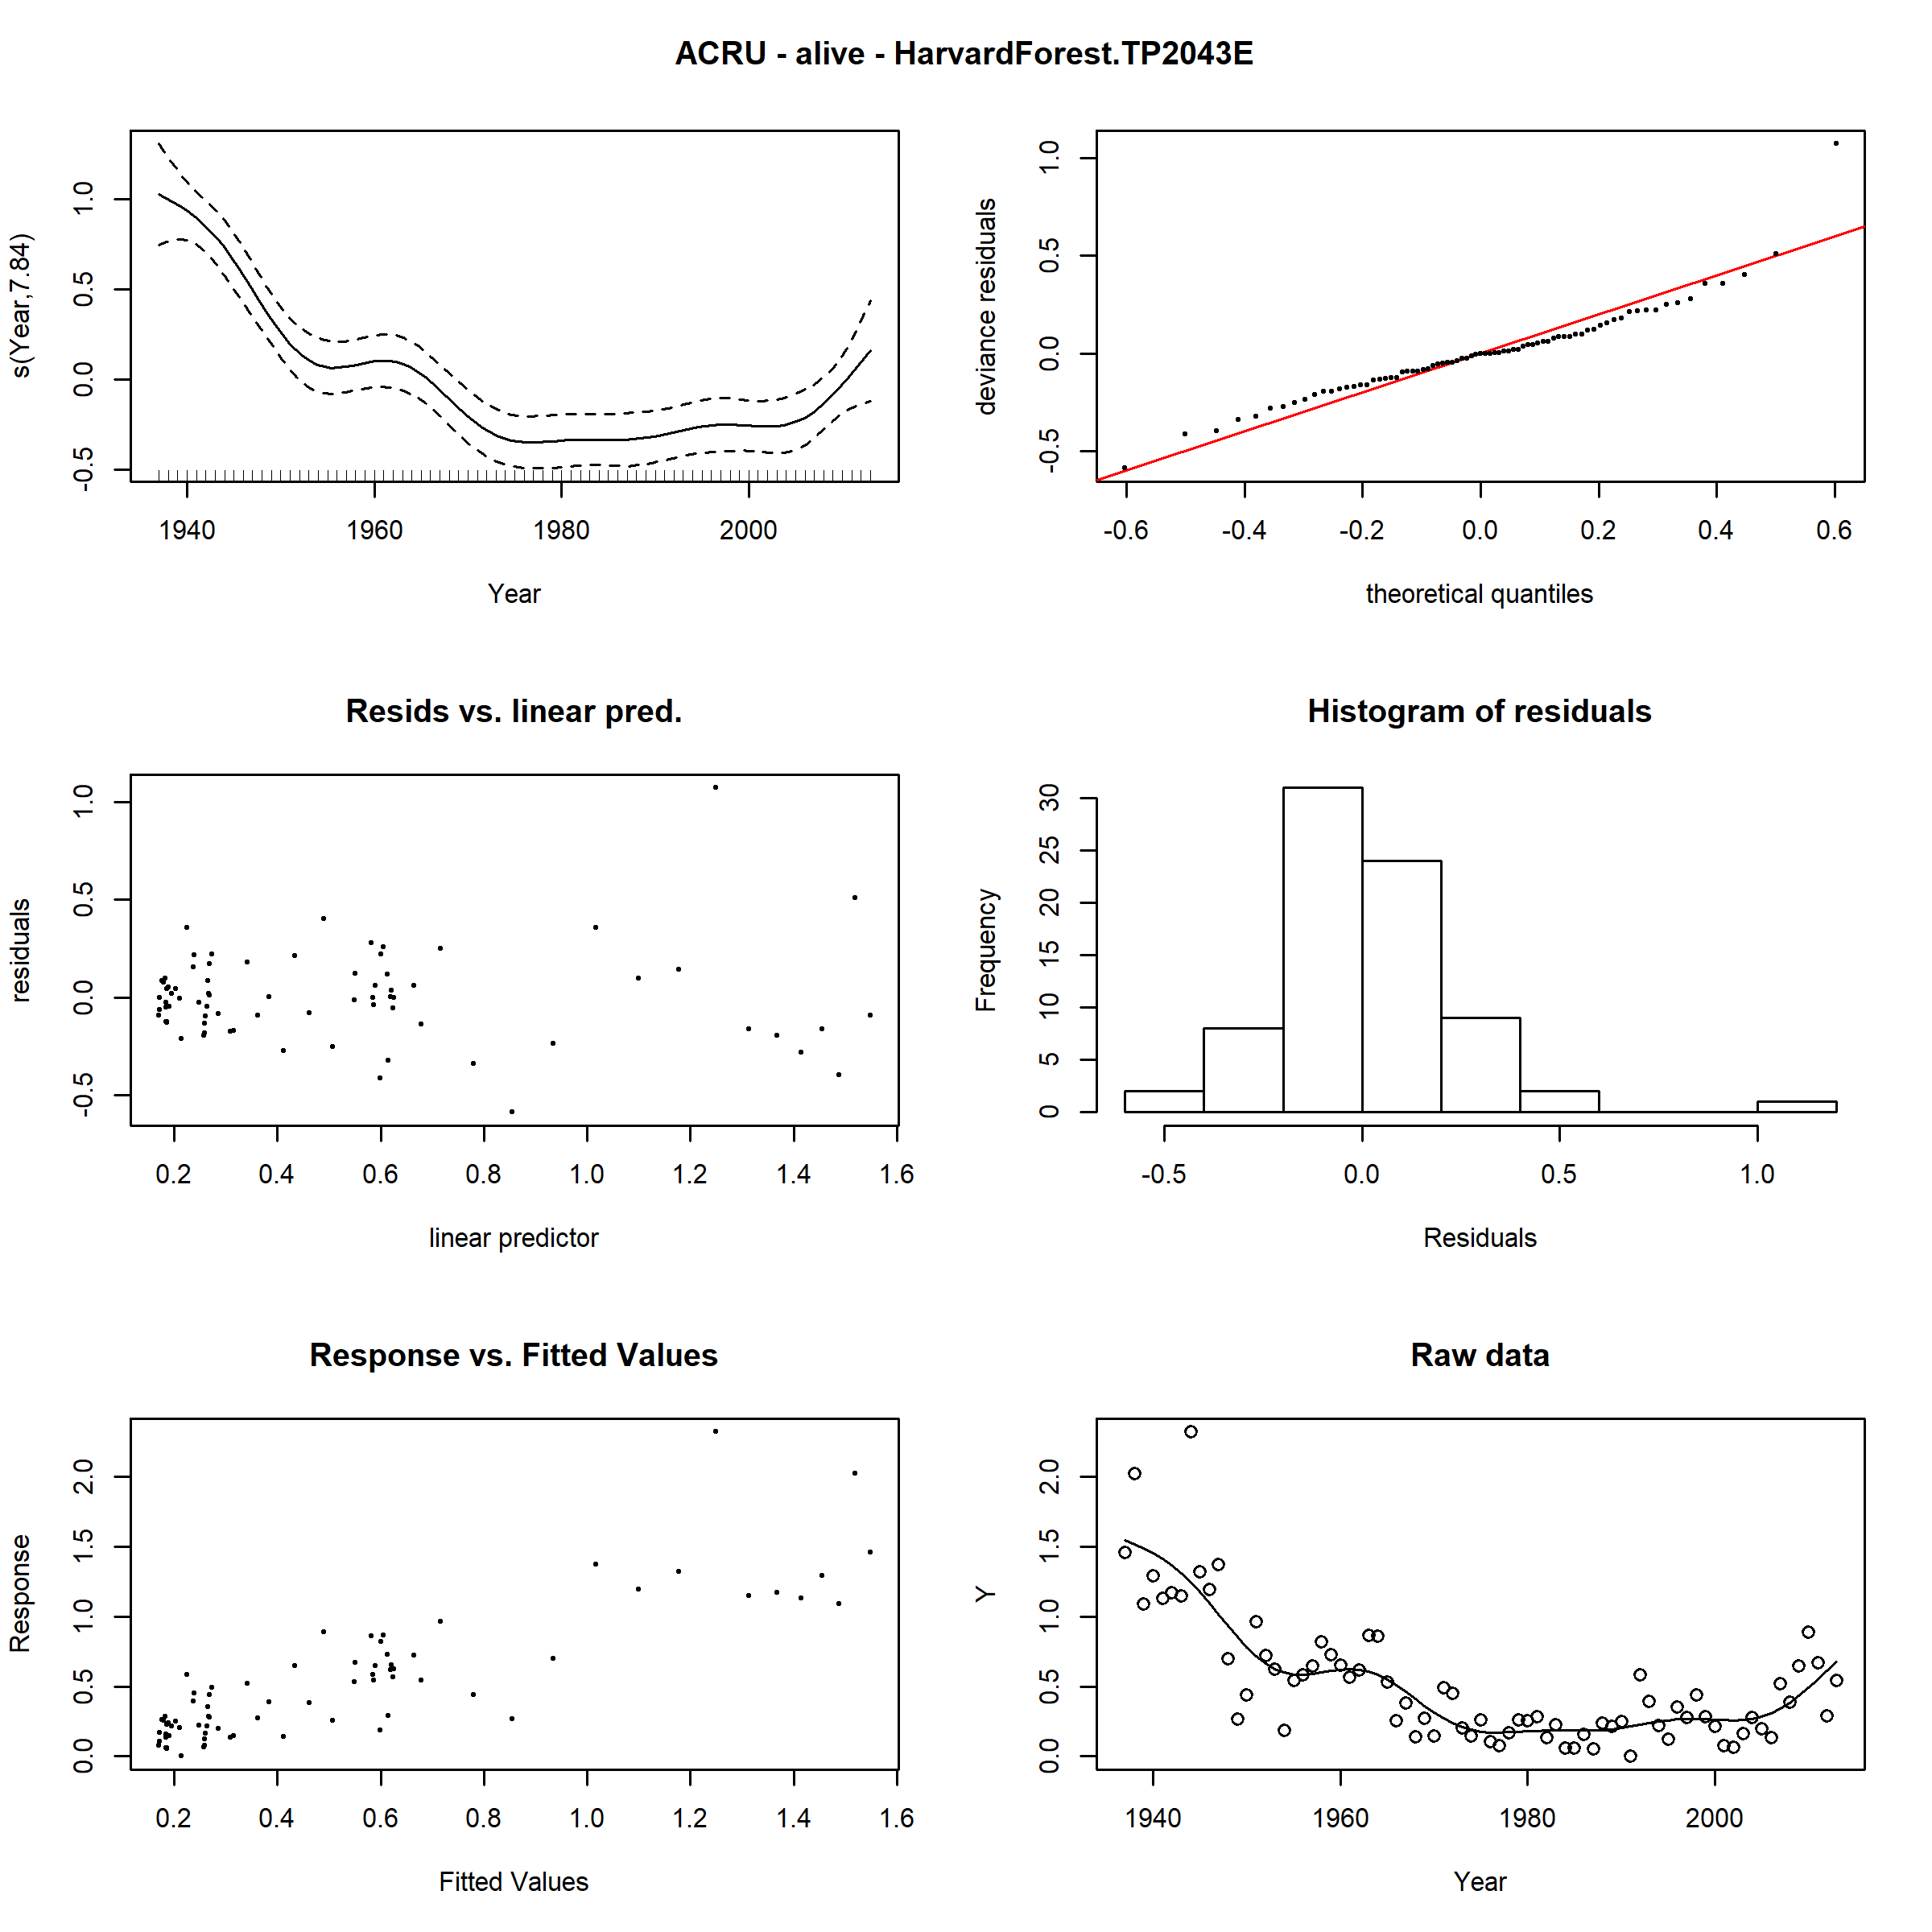 ACRU - alive - HarvardForest.TP2043E
s(Year,7.84)
-0.5 0.0 0.5 1.0
1940 1960 1980 2000
Year
deviance residuals
-0.5 0.0 0.5 1.0
-0.6 -0.4 -0.2 0.0 0.2 0.4 0.6
theoretical quantiles
Resids vs. linear pred.
residuals
-0.5 0.0 0.5 1.0
0.2 0.4 0.6 0.8 1.0 1.2 1.4 1.6
linear predictor
Histogram of residuals
Frequency
0 5 10 15 20 25 30
-0.5 0.0 0.5 1.0
Residuals
Response vs. Fitted Values
Response
0.0 0.5 1.0 1.5 2.0
0.2 0.4 0.6 0.8 1.0 1.2 1.4 1.6
Fitted Values
Raw data
Y
0.0 0.5 1.0 1.5 2.0
1940 1960 1980 2000
Year